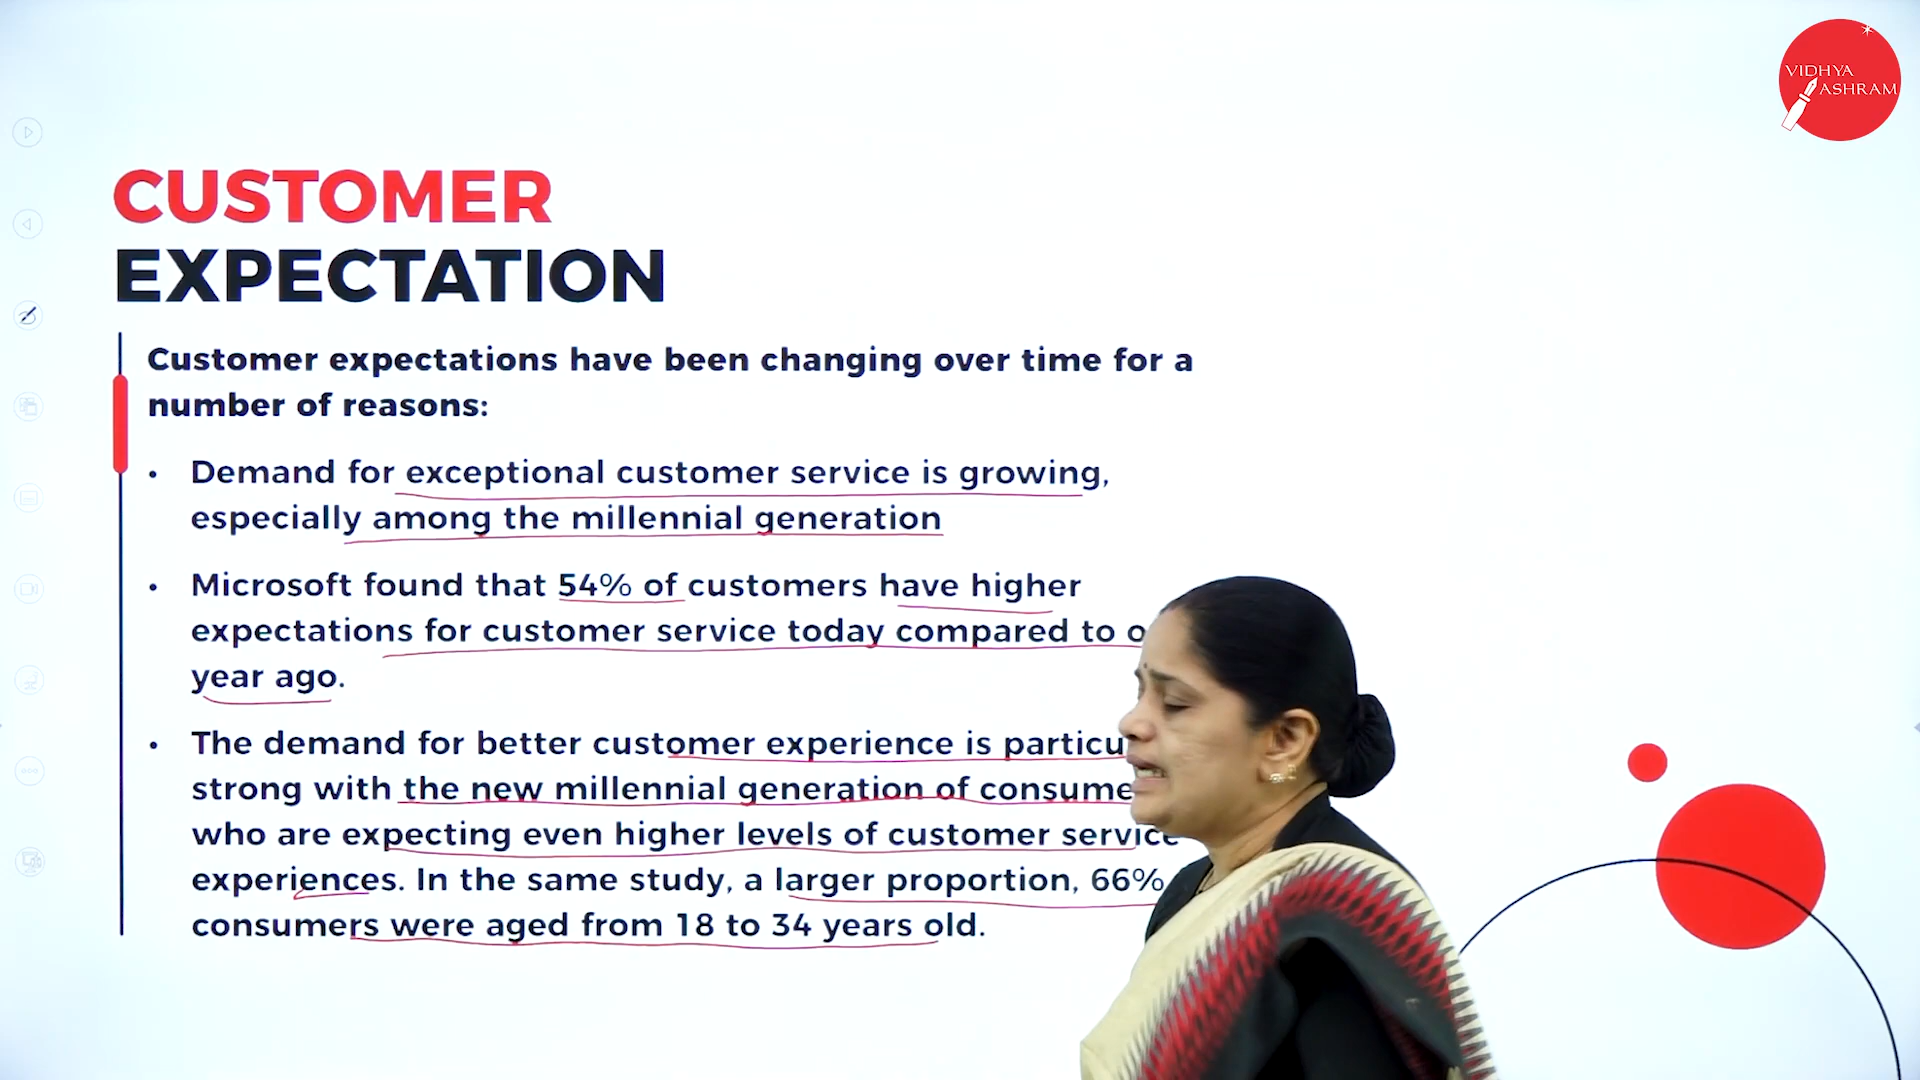 VIDHYA
ASHRAM
CUSTOMER
EXPECTATION
Customer expectations have been changing over time for a
number of reasons:
• Demand for exceptional customer service is growing,
especially among the millennial generation
• Microsoft found that 54% of customers have higher
expectations for customer service today compared to
year ago.
• The demand for better customer experience is
strong with the new millennial generation of
who are expecting even higher levels of customer service
experiences. In the same study, a larger proportion, 66%
consumers were aged from 18 to 34 years old.